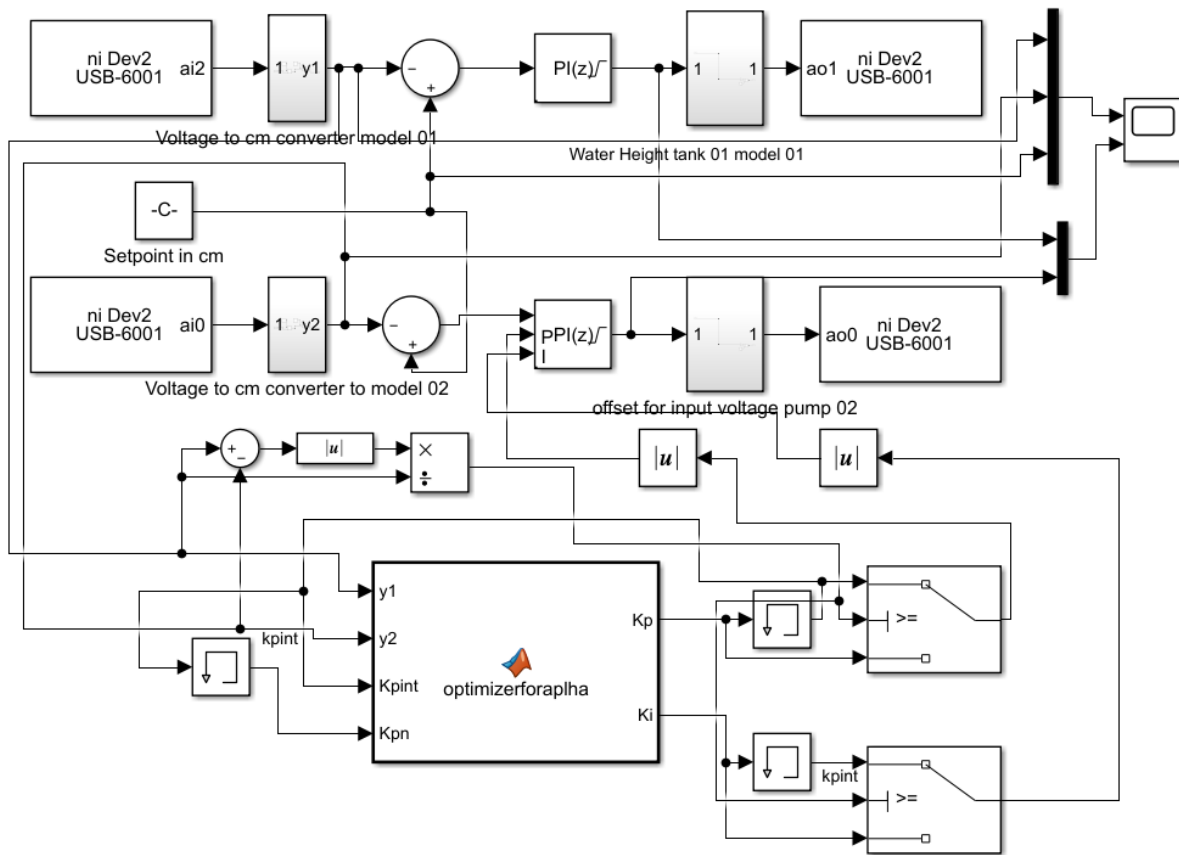 ni Dev2
USB-6001
ai2
1
y1
−
+
PI(z)
1
1
ao1
ni Dev2
USB-6001
Voltage to cm converter model 01
Water Height tank 01 model 01
-C-
Setpoint in cm
ni Dev2
USB-6001
ai0
1
y2
−
+
P
I
PI(z)
1
1
ao0
ni Dev2
USB-6001
Voltage to cm converter to model 02
offset for input voltage pump 02
+
−
|u|
×
÷
|u|
|u|
y1
y2
Kpint
Kpn
optimizerforaplha
Kp
Ki
kpint
>=
kpint
>=